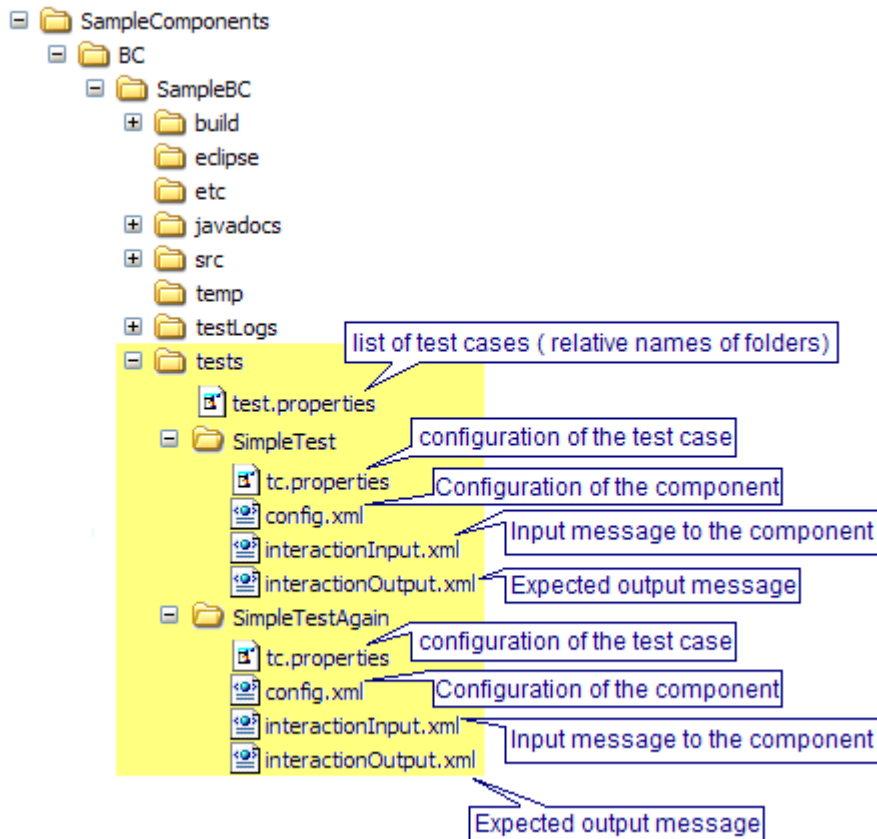 SampleComponents
BC
SampleBC
build
eclipse
etc
javadocs
src
temp
testLogs
list of test cases ( relative names of folders)
tests
test.properties
SimpleTest
configuration of the test case
tc.properties
Configuration of the component
config.xml
Input message to the component
interactionInput.xml
interactionOutput.xml
Expected output message
SimpleTestAgain
configuration of the test case
tc.properties
config.xml
Configuration of the component
interactionInput.xml
Input message to the component
interactionOutput.xml
Expected output message